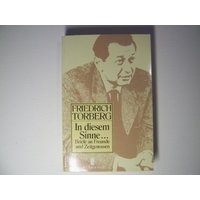 FRIEDRICH
TORBERG
In diesem
Sinne...
Briefe an Freunde
und Zeitgenossen